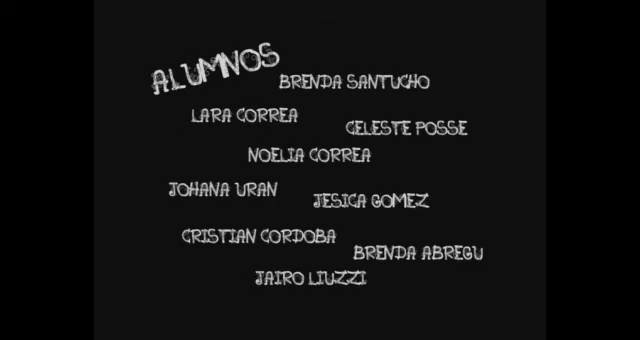 ALUMNOS
BRENDA SANTUCHO
LARA CORREA
CELESTE POSSE
NOELIA CORREA
JOHANA URAN
JESICA GOMEZ
CRISTIAN CORDOBA
BRENDA ABREGU
JAIRO LIUZZI